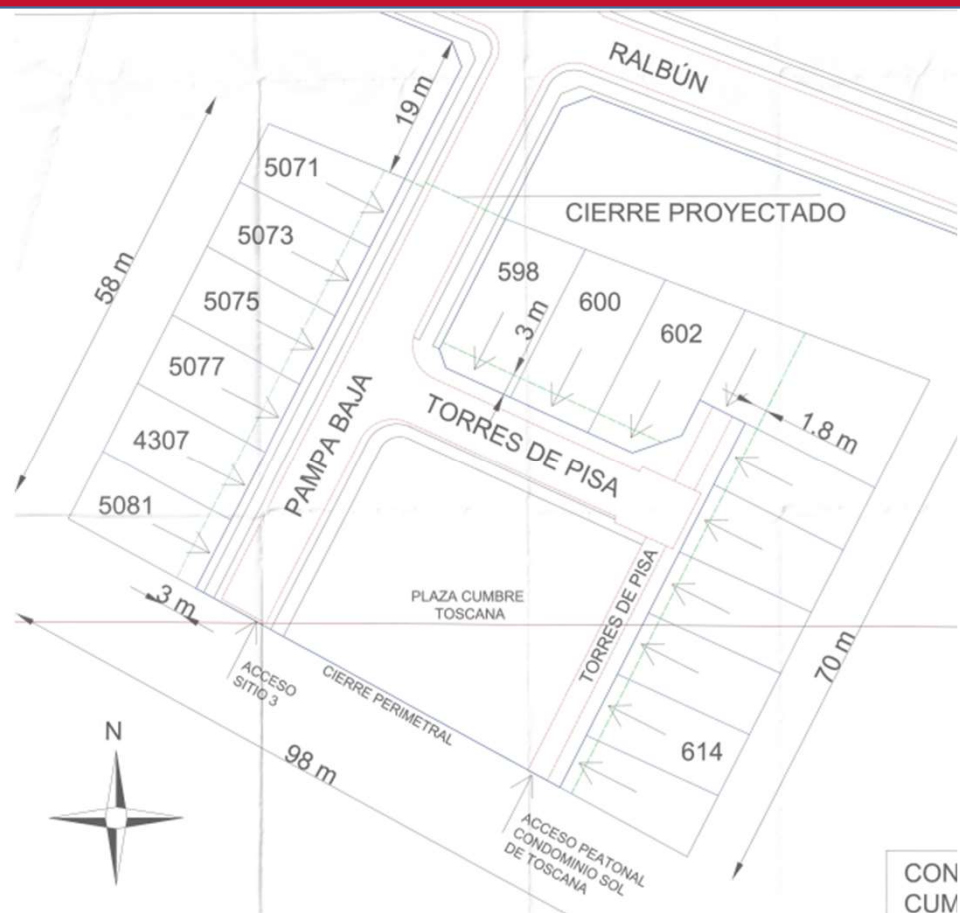 RALBÚN
19 m
5071
CIERRE PROYECTADO
5073
598
58 m
5075
600
3 m
602
5077
PAMPA BAJA
TORRES DE PISA
1.8 m
4307
5081
3 m
PLAZA CUMBRE
TOSCANA
TORRES DE PISA
70 m
ACCESO
SITIO 3
CIERRE PERIMETRAL
N
614
98 m
ACCESO PEATONAL
CONDOMINIO SOL
DE TOSCANA
CON
CUM